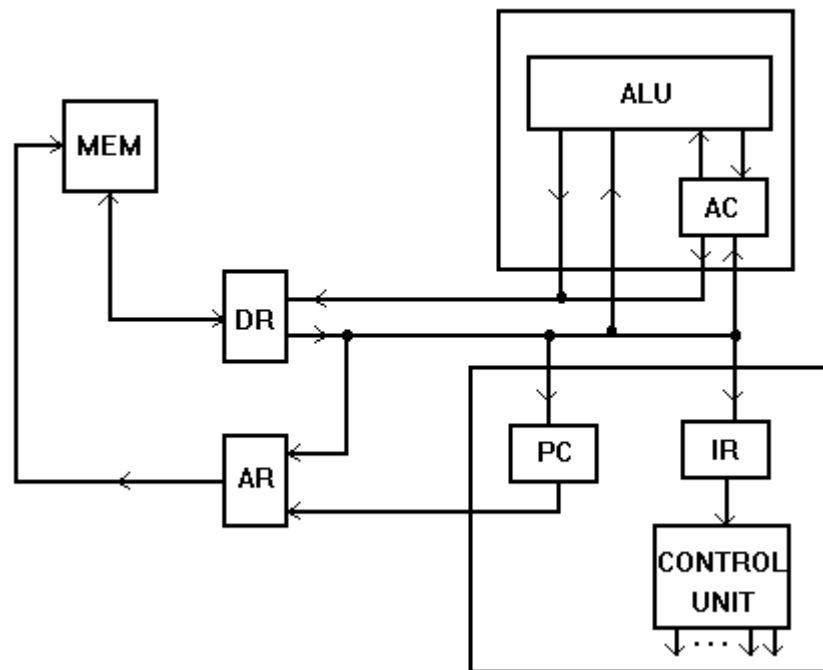 ALU
MEM
AC
DR
PC
IR
AR
CONTROL
UNIT
...